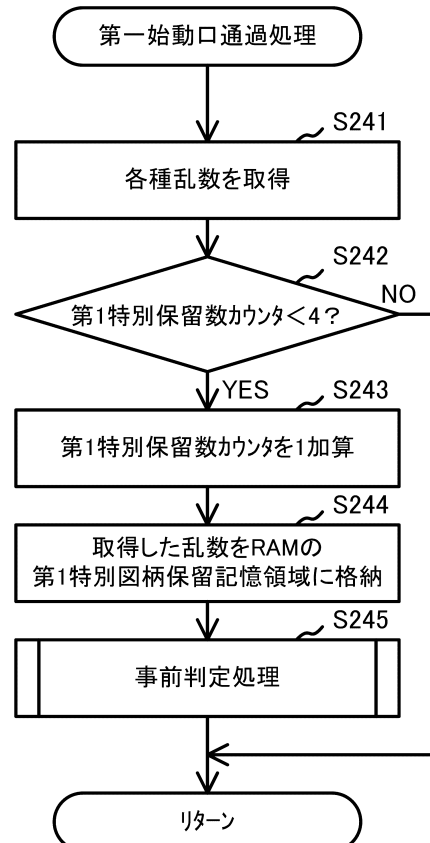 第一始動口通過処理
S241
各種乱数を取得
S242
第1特別保留数カウンタ<4?
NO
YES
S243
第1特別保留数カウンタを1加算
S244
取得した乱数をRAMの
第1特別図柄保留記憶領域に格納
S245
事前判定処理
リターン